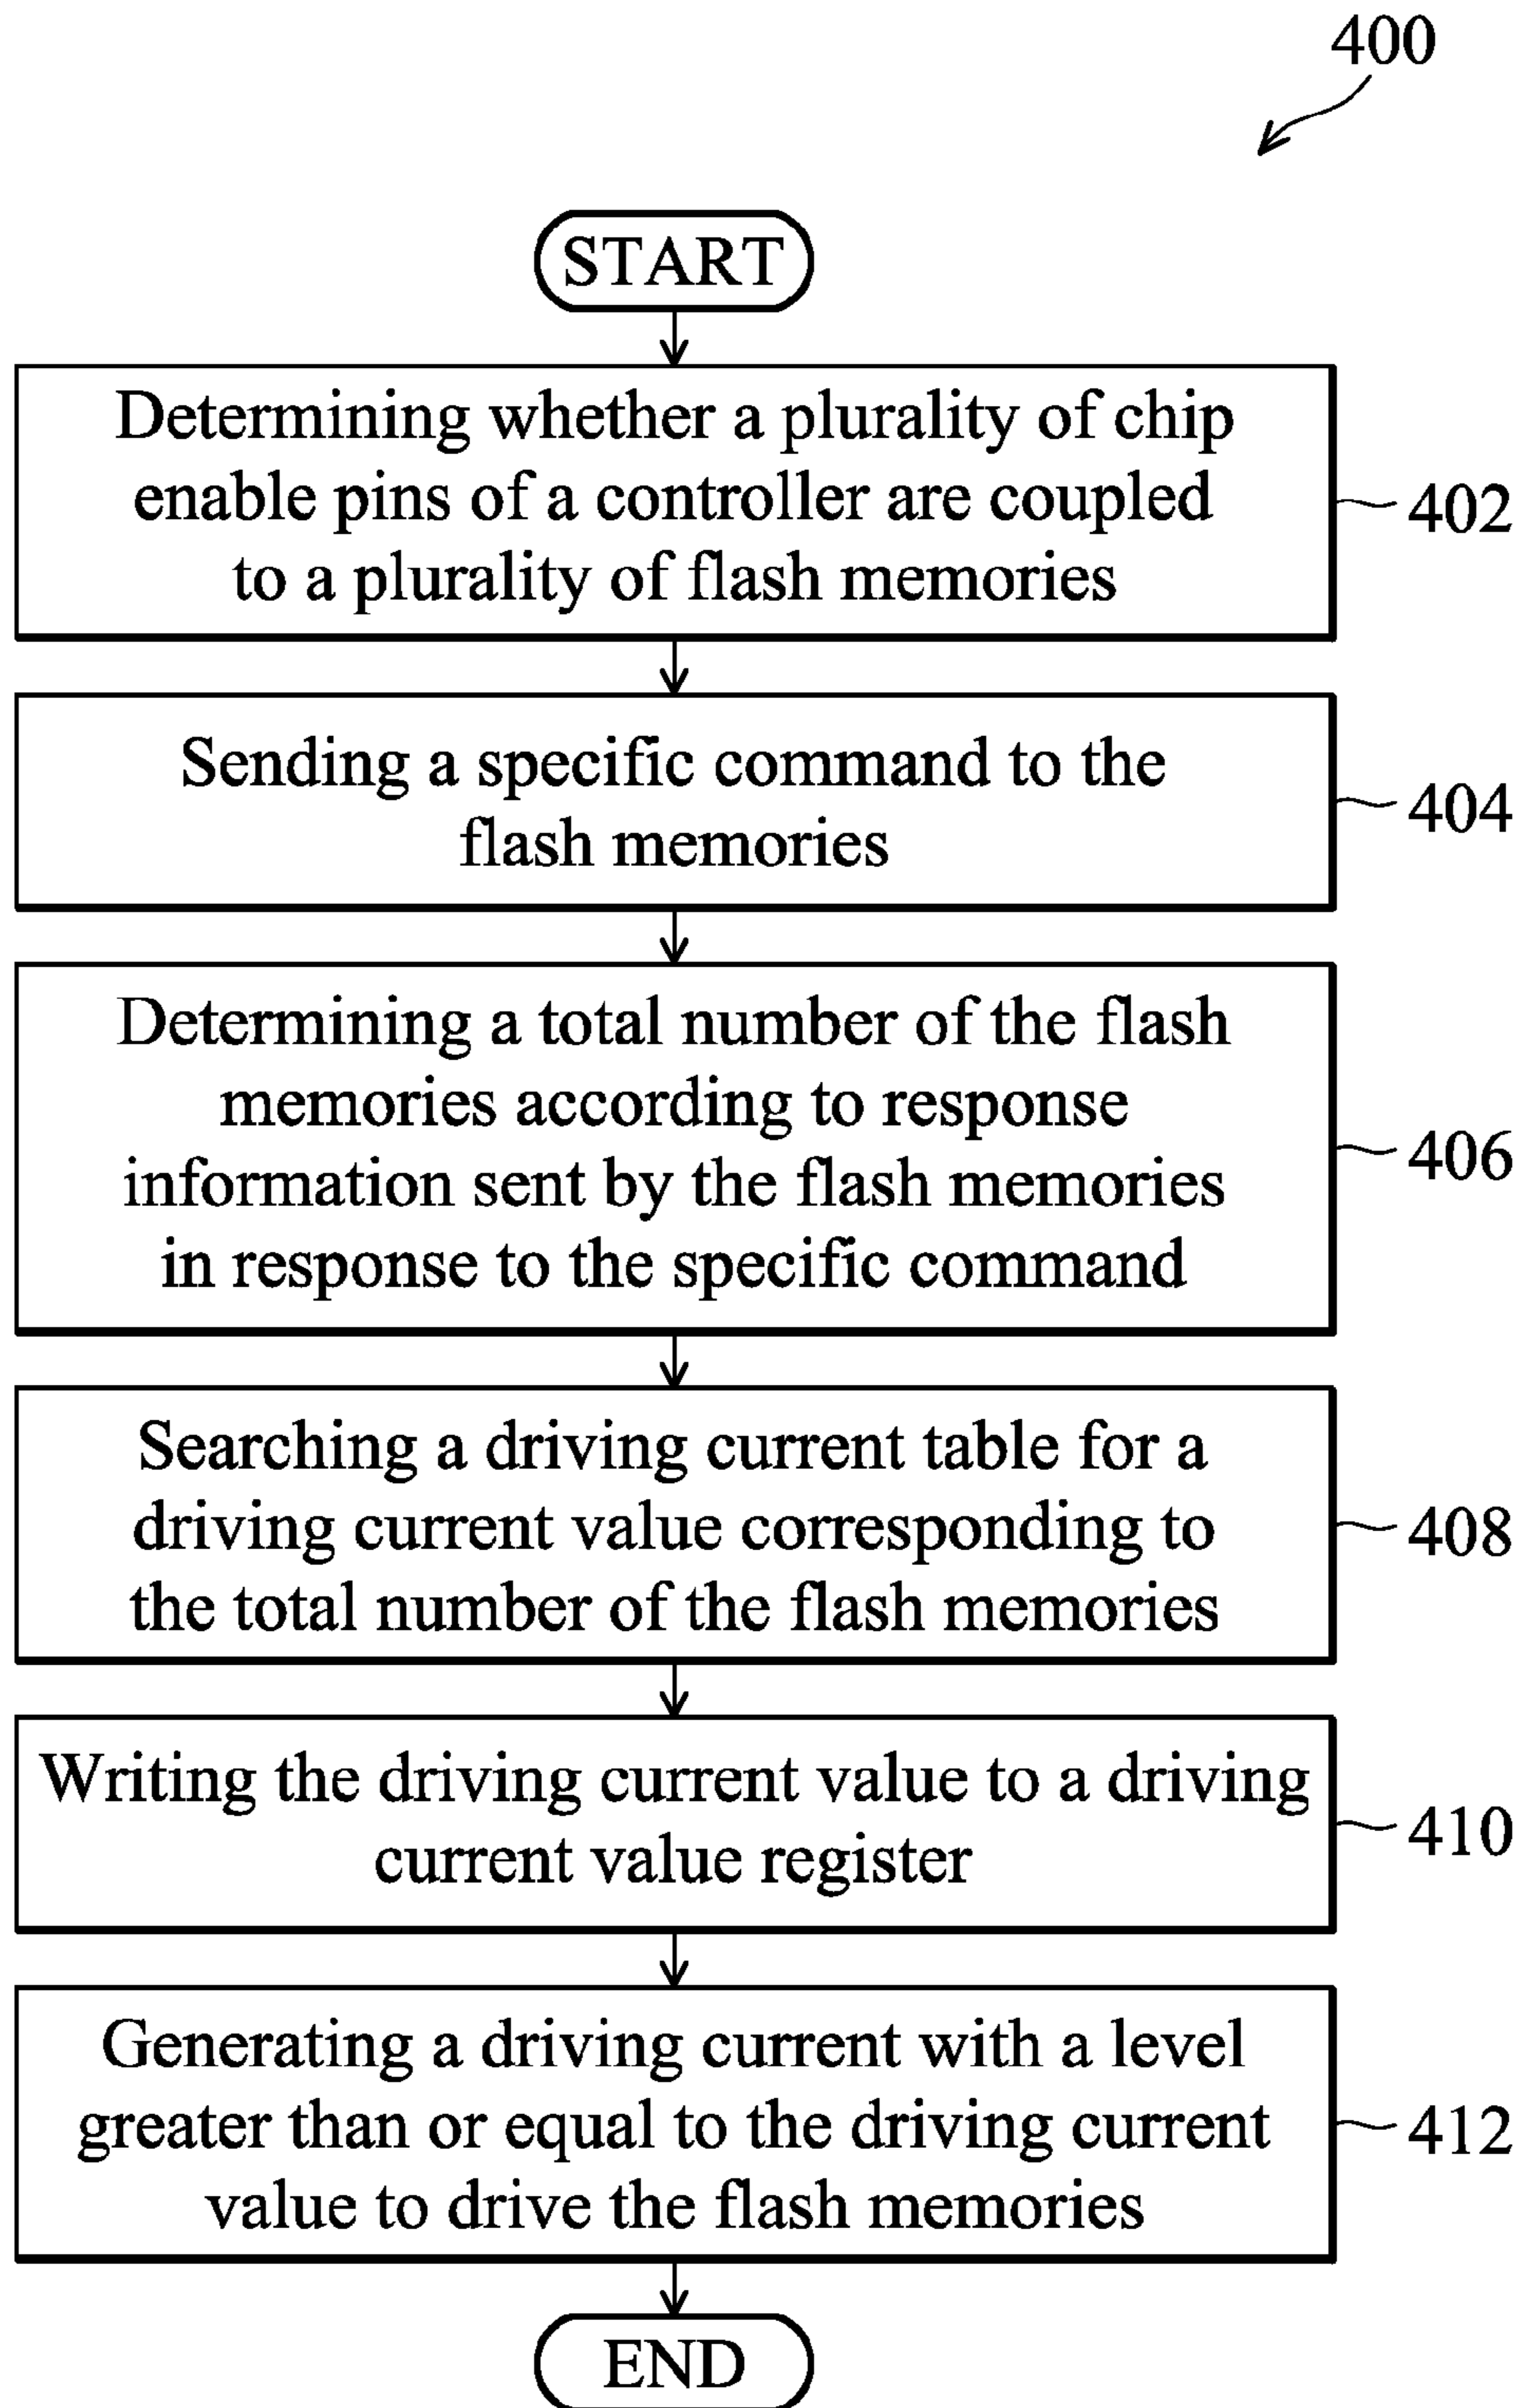 400
START
Determining whether a plurality of chip
enable pins of a controller are coupled
to a plurality of flash memories
402
Sending a specific command to the
flash memories
404
Determining a total number of the flash
memories according to response
information sent by the flash memories
in response to the specific command
406
Searching a driving current table for a
driving current value corresponding to
the total number of the flash memories
408
Writing the driving current value to a driving
current value register
410
Generating a driving current with a level
greater than or equal to the driving current
value to drive the flash memories
412
END